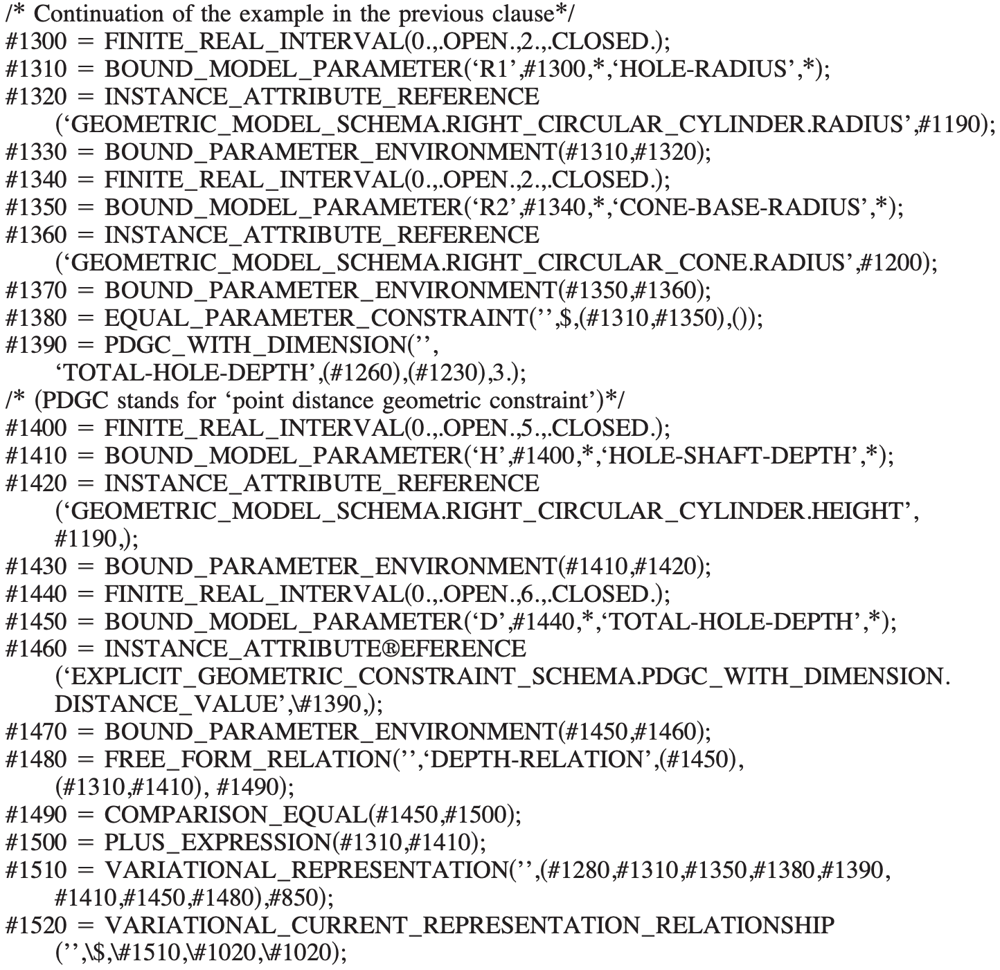 /* Continuation of the example in the previous clause*/
#1300 = FINITE_REAL_INTERVAL(0.,.OPEN.,2.,.CLOSED.);
#1310 = BOUND_MODEL_PARAMETER(‘R1’,#1300,*,‘HOLE-RADIUS’,*);
#1320 = INSTANCE_ATTRIBUTE_REFERENCE
(‘GEOMETRIC_MODEL_SCHEMA.RIGHT_CIRCULAR_CYLINDER.RADIUS’,#1190);
#1330 = BOUND_PARAMETER_ENVIRONMENT(#1310,#1320);
#1340 = FINITE_REAL_INTERVAL(0.,.OPEN.,2.,.CLOSED.);
#1350 = BOUND_MODEL_PARAMETER(‘R2’,#1340,*,‘CONE-BASE-RADIUS’,*);
#1360 = INSTANCE_ATTRIBUTE_REFERENCE
(‘GEOMETRIC_MODEL_SCHEMA.RIGHT_CIRCULAR_CONE.RADIUS’,#1200);
#1370 = BOUND_PARAMETER_ENVIRONMENT(#1350,#1360);
#1380 = EQUAL_PARAMETER_CONSTRAINT(’’,$,(#1310,#1350),());
#1390 = PDGC_WITH_DIMENSION(’’,
‘TOTAL-HOLE-DEPTH’,(#1260),(#1230),3.);
/* (PDGC stands for ‘point distance geometric constraint’)*/
#1400 = FINITE_REAL_INTERVAL(0.,.OPEN.,5.,.CLOSED.);
#1410 = BOUND_MODEL_PARAMETER(‘H’,#1400,*,‘HOLE-SHAFT-DEPTH’,*);
#1420 = INSTANCE_ATTRIBUTE_REFERENCE
(‘GEOMETRIC_MODEL_SCHEMA.RIGHT_CIRCULAR_CYLINDER.HEIGHT’,
#1190,);
#1430 = BOUND_PARAMETER_ENVIRONMENT(#1410,#1420);
#1440 = FINITE_REAL_INTERVAL(0.,.OPEN.,6.,.CLOSED.);
#1450 = BOUND_MODEL_PARAMETER(‘D’,#1440,*,‘TOTAL-HOLE-DEPTH’,*);
#1460 = INSTANCE_ATTRIBUTE®EFERENCE
(‘EXPLICIT_GEOMETRIC_CONSTRAINT_SCHEMA.PDGC_WITH_DIMENSION.
DISTANCE_VALUE’,\#1390,);
#1470 = BOUND_PARAMETER_ENVIRONMENT(#1450,#1460);
#1480 = FREE_FORM_RELATION(’’,‘DEPTH-RELATION’,(#1450),
(#1310,#1410), #1490);
#1490 = COMPARISON_EQUAL(#1450,#1500);
#1500 = PLUS_EXPRESSION(#1310,#1410);
#1510 = VARIATIONAL_REPRESENTATION(’’,(#1280,#1310,#1350,#1380,#1390,
#1410,#1450,#1480),#850);
#1520 = VARIATIONAL_CURRENT_REPRESENTATION_RELATIONSHIP
(’’,\$,\#1510,\#1020,\#1020);